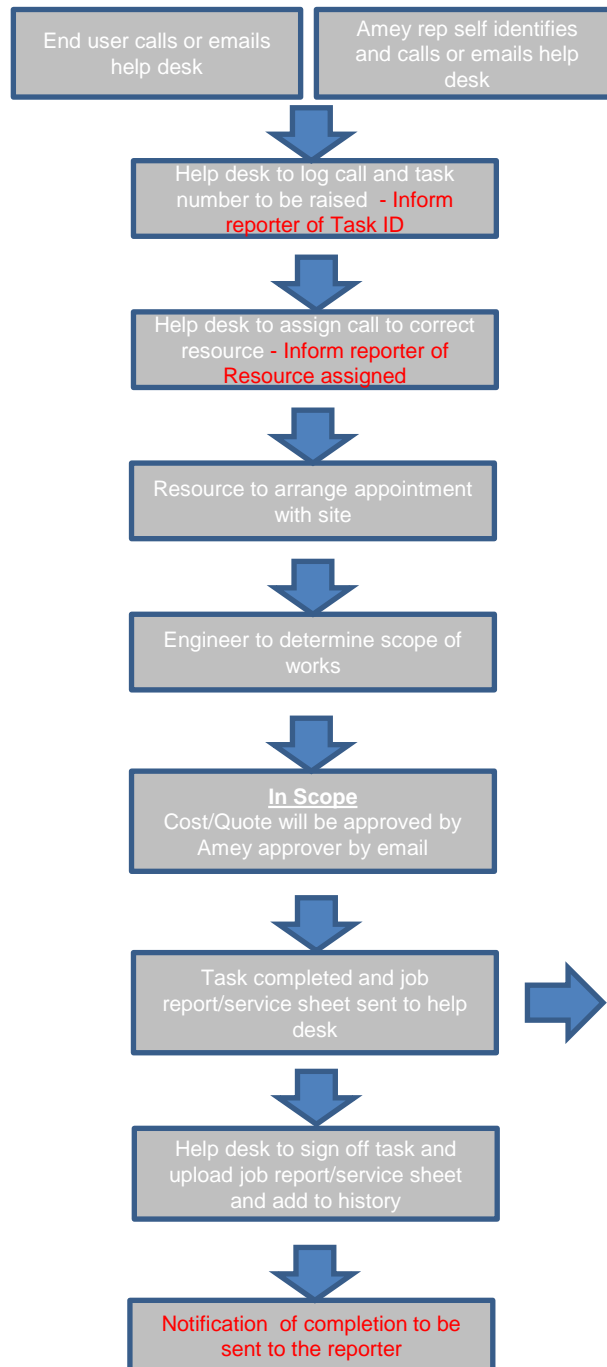 End user calls or emails
help desk
Amey rep self identifies
and calls or emails help
desk
Help desk to log call and task
number to be raised - Inform
reporter of Task ID
Help desk to assign call to correct
resource - Inform reporter of
Resource assigned
Resource to arrange appointment
with site
Engineer to determine scope of
works
In Scope
Cost/Quote will be approved by
Amey approver by email
Task completed and job
report/service sheet sent to help
desk
Help desk to sign off task and
upload job report/service sheet
and add to history
Notification of completion to be
sent to the reporter